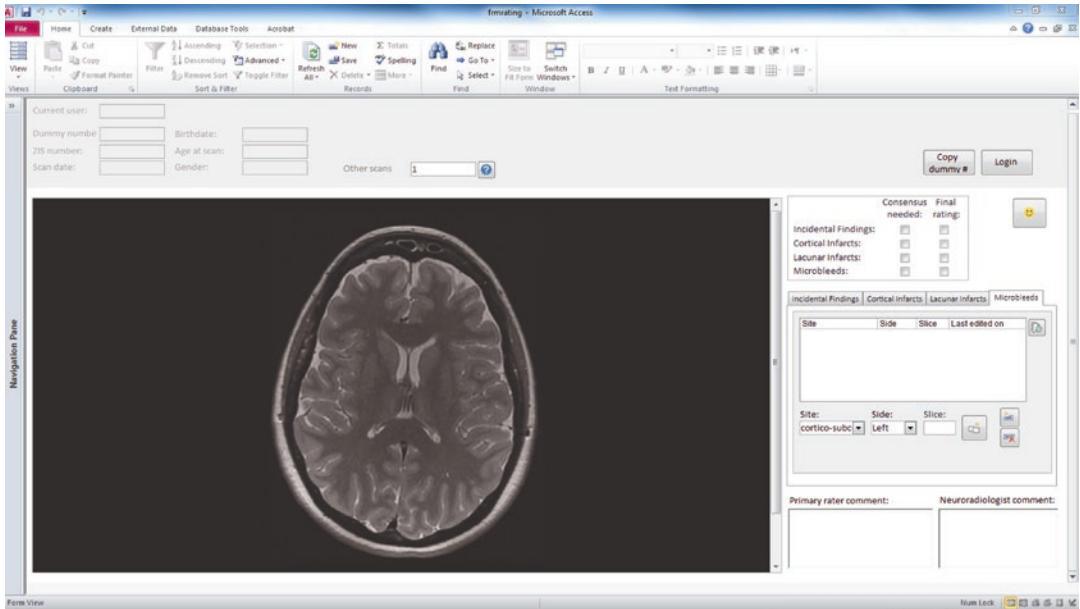 frmrating - Microsoft Access
File Home Create External Data Database Tools Acrobat
View
Views
Paste
Cut
Copy
Format Painter
Clipboard
Filter
Ascending
Descending
Remove Sort
Selection
Advanced
Toggle Filter
Sort & Filter
Refresh All
New
Save
Delete
Totals
Spelling
More
Records
Find
Replace
Go To
Select
Find
Size to Fit Form
Switch Windows
Window
B I U A
Text Formatting
Navigation Pane
Current user:
Dummy numbe Birthdate:
ZIS number: Age at scan:
Scan date: Gender:
Other scans 1
Copy dummy #
Login
Consensus needed: Final rating:
Incidental Findings:
Cortical Infarcts:
Lacunar Infarcts:
Microbleeds:
Incidental Findings Cortical Infarcts Lacunar Infarcts Microbleeds
Site Side Slice Last edited on
Site: Side: Slice:
cortico-subc Left
Primary rater comment: Neuroradiologist comment:
Form View Num Lock